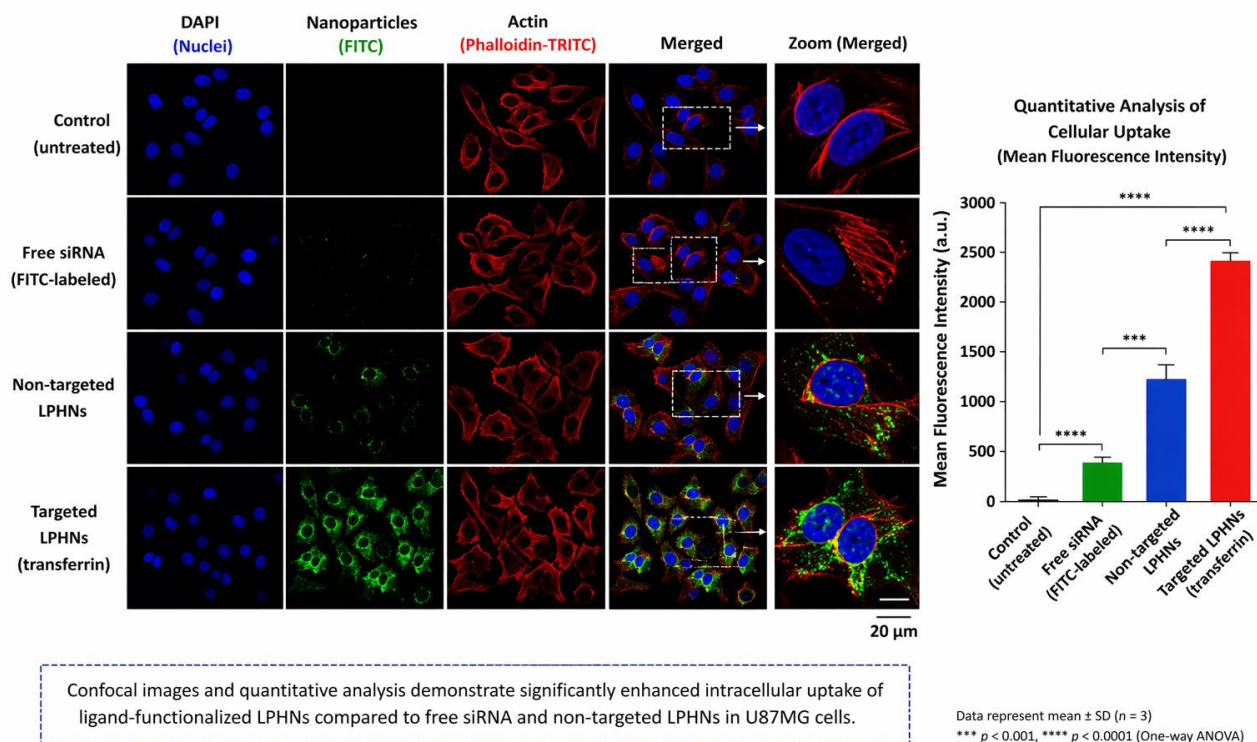 DAPI
(Nuclei)
Nanoparticles
(FITC)
Actin
(Phalloidin-TRITC)
Merged
Zoom (Merged)
Control
(untreated)
Free siRNA
(FITC-labeled)
Non-targeted
LPHNs
Targeted
LPHNs
(transferrin)
20 µm
Quantitative Analysis of
Cellular Uptake
(Mean Fluorescence Intensity)
Mean Fluorescence Intensity (a.u.)
3000
2500
2000
1500
1000
500
0
****
****
***
****
Control
(untreated)
Free siRNA
(FITC-labeled)
Non-targeted
LPHNs
Targeted LPHNs
(transferrin)
Confocal images and quantitative analysis demonstrate significantly enhanced intracellular uptake of
ligand-functionalized LPHNs compared to free siRNA and non-targeted LPHNs in U87MG cells.
Data represent mean ± SD (n = 3)
*** p < 0.001, **** p < 0.0001 (One-way ANOVA)